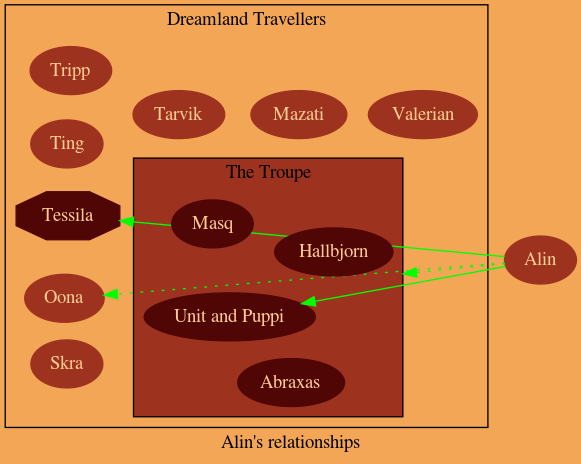 Dreamland Travellers
Tripp
Tarvik
Mazati
Valerian
Ting
The Troupe
Tessila
Masq
Hallbjorn
Alin
Oona
Unit and Puppi
Skra
Abraxas
Alin's relationships